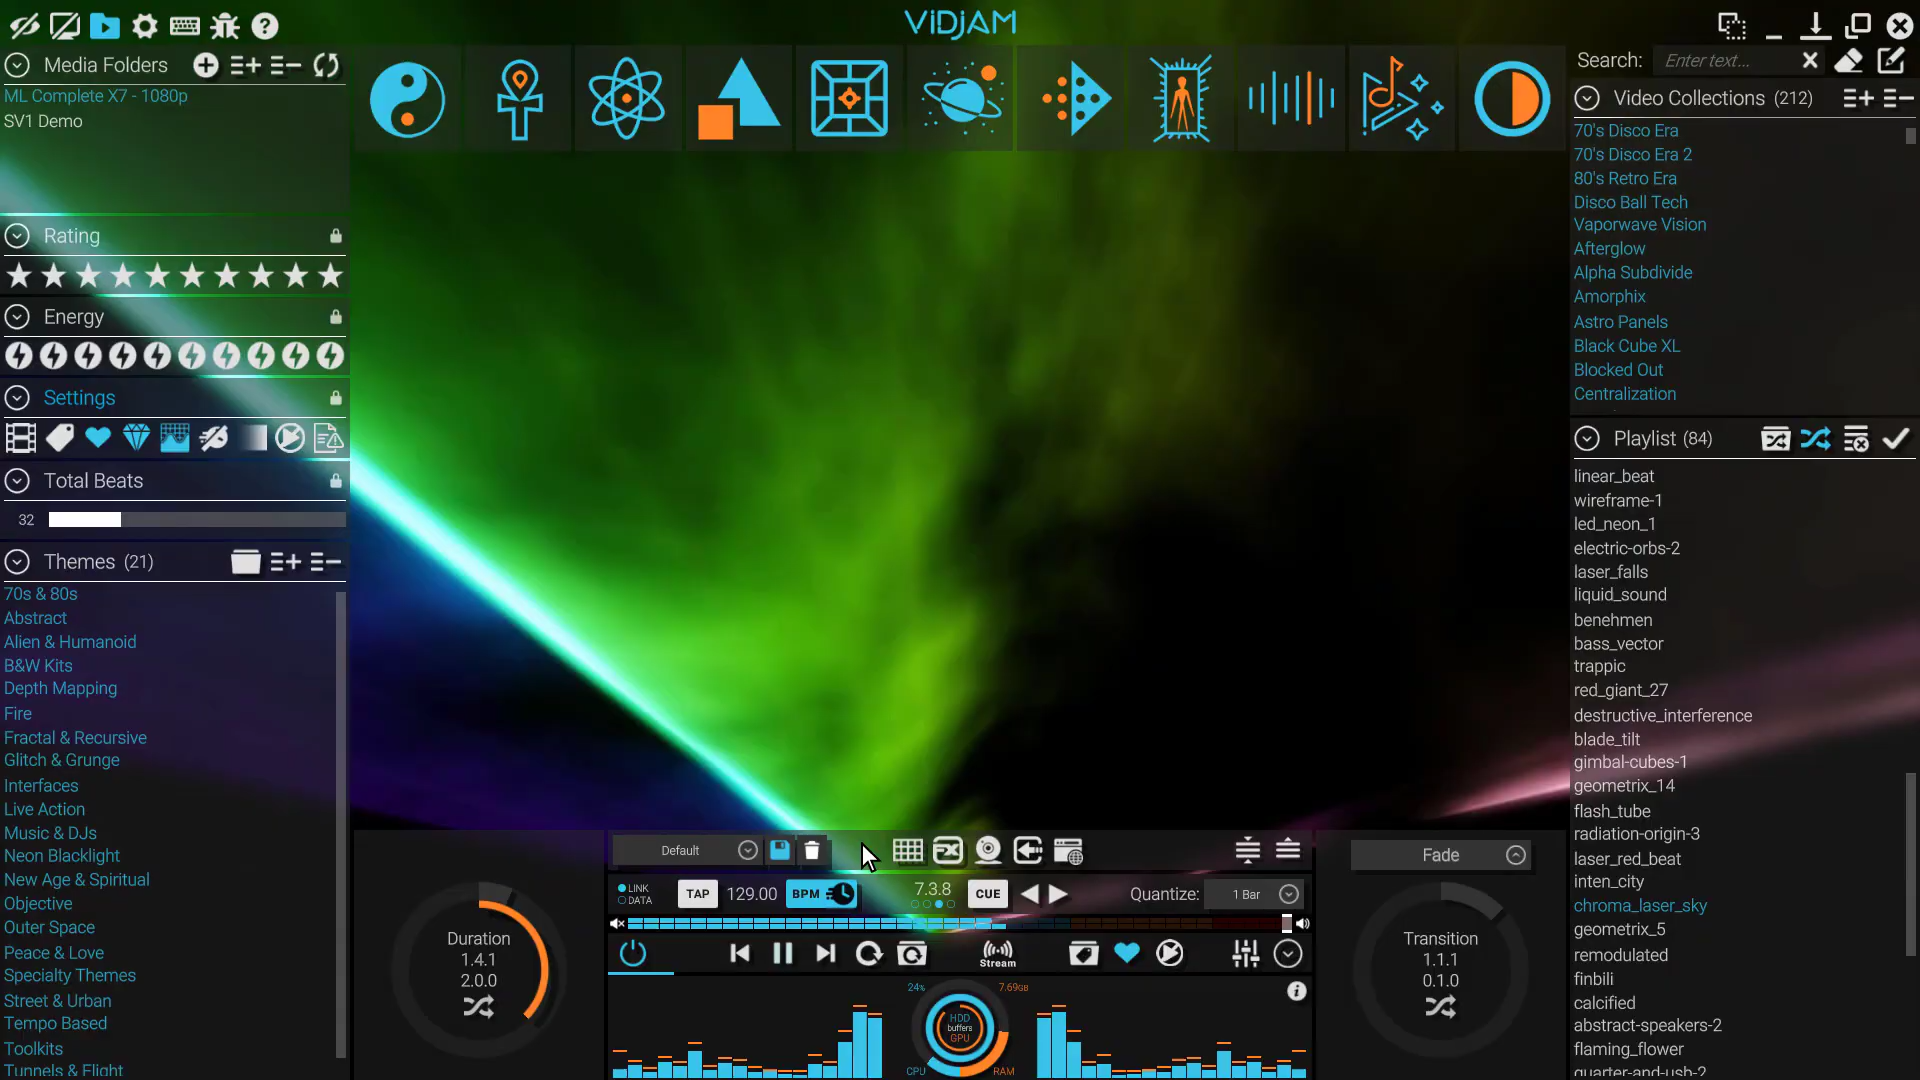 ViDJAM
Media Folders
ML Complete X7 - 1080p
SV1 Demo
Rating
Energy
Settings
Total Beats
32
Themes (21)
70s & 80s
Abstract
Alien & Humanoid
B&W Kits
Depth Mapping
Fire
Fractal & Recursive
Glitch & Grunge
Interfaces
Live Action
Music & DJs
Neon Blacklight
New Age & Spiritual
Objective
Outer Space
Peace & Love
Specialty Themes
Street & Urban
Tempo Based
Toolkits
Tunnels & Flight
Search: Enter text...
Video Collections (212)
70's Disco Era
70's Disco Era 2
80's Retro Era
Disco Ball Tech
Vaporwave Vision
Afterglow
Alpha Subdivide
Amorphix
Astro Panels
Black Cube XL
Blocked Out
Centralization
Playlist (84)
linear_beat
wireframe-1
led_neon_1
electric-orbs-2
laser_falls
liquid_sound
benehmen
bass_vector
trappic
red_giant_27
destructive_interference
blade_tilt
gimbal-cubes-1
geometrix_14
flash_tube
radiation-origin-3
laser_red_beat
inten_city
chroma_laser_sky
geometrix_5
remodulated
finbili
calcified
abstract-speakers-2
flaming_flower
quarter-and-usb-2
Duration
1.4.1
2.0.0
Default
FX
LINK
DATA
TAP
129.00
BPM
7.3.8
CUE
Quantize:
1 Bar
Stream
24%
7.69GB
HDD
buffers
GPU
CPU
RAM
Fade
Transition
1.1.1
0.1.0